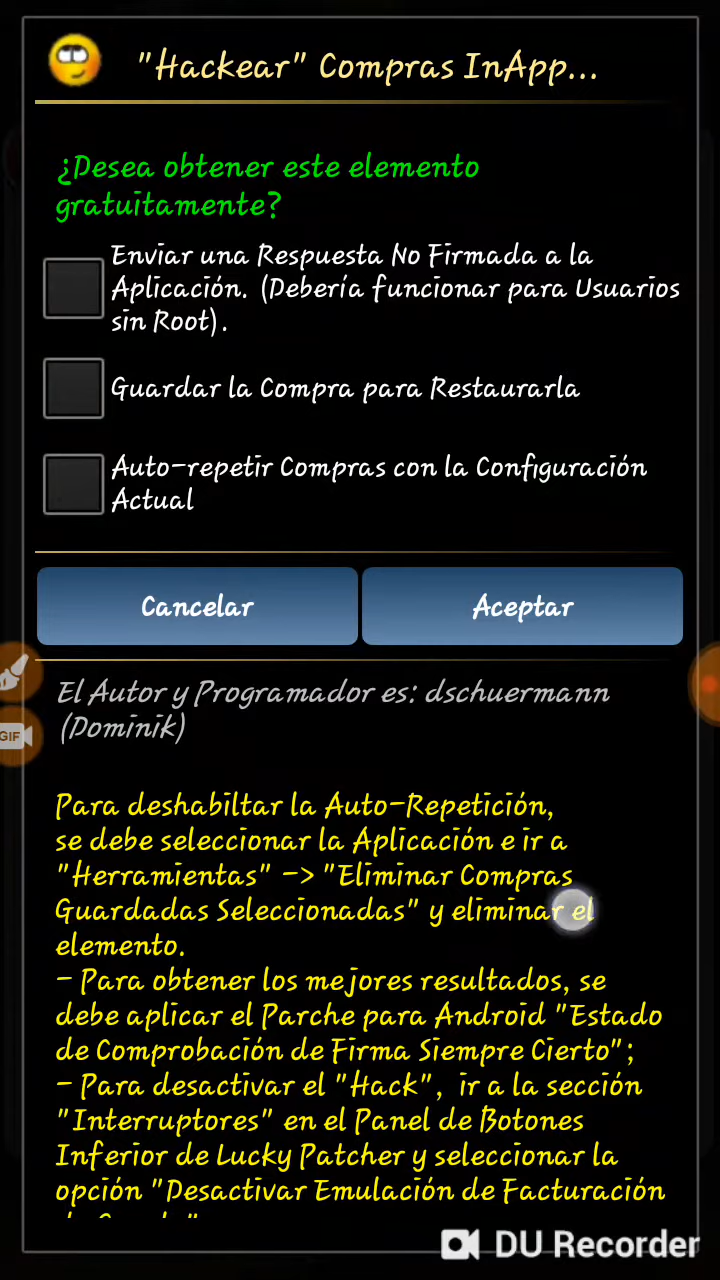 "Hackear" Compras InApp...
¿Desea obtener este elemento
gratuitamente?
Enviar una Respuesta No Firmada a la
Aplicación. (Debería funcionar para Usuarios
sin Root).
Guardar la Compra para Restaurarla
Auto-repetir Compras con la Configuración
Actual
Cancelar
Aceptar
GIF
El Autor y Programador es: dschuermann
(Dominik)
Para deshabiltar la Auto-Repetición,
se debe seleccionar la Aplicación e ir a
"Herramientas" -> "Eliminar Compras
Guardadas Seleccionadas" y eliminar el
elemento.
- Para obtener los mejores resultados, se
debe aplicar el Parche para Android "Estado
de Comprobación de Firma Siempre Cierto";
- Para desactivar el "Hack", ir a la sección
"Interruptores" en el Panel de Botones
Inferior de Lucky Patcher y seleccionar la
opción "Desactivar Emulación de Facturación
DU Recorder